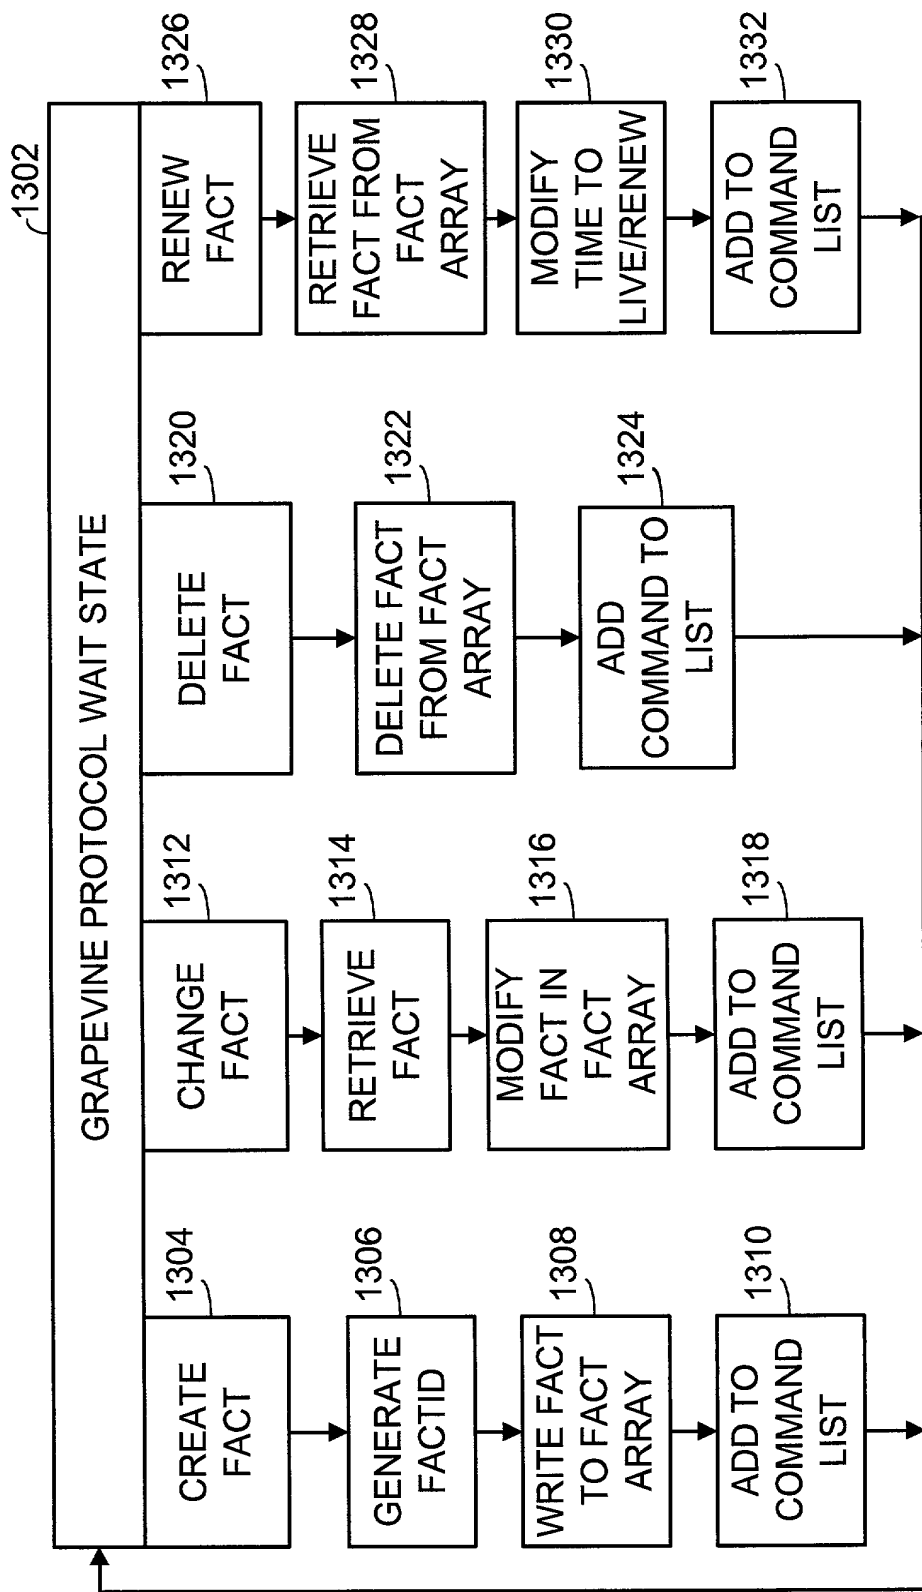 1302
GRAPEVINE PROTOCOL WAIT STATE
1304
CREATE
FACT
1306
GENERATE
FACTID
1308
WRITE FACT
TO FACT
ARRAY
1310
ADD TO
COMMAND
LIST
1312
CHANGE
FACT
1314
RETRIEVE
FACT
1316
MODIFY
FACT IN
FACT
ARRAY
1318
ADD TO
COMMAND
LIST
1320
DELETE
FACT
1322
DELETE FACT
FROM FACT
ARRAY
1324
ADD
COMMAND TO
LIST
1326
RENEW
FACT
1328
RETRIEVE
FACT FROM
FACT
ARRAY
1330
MODIFY
TIME TO
LIVE/RENEW
1332
ADD TO
COMMAND
LIST